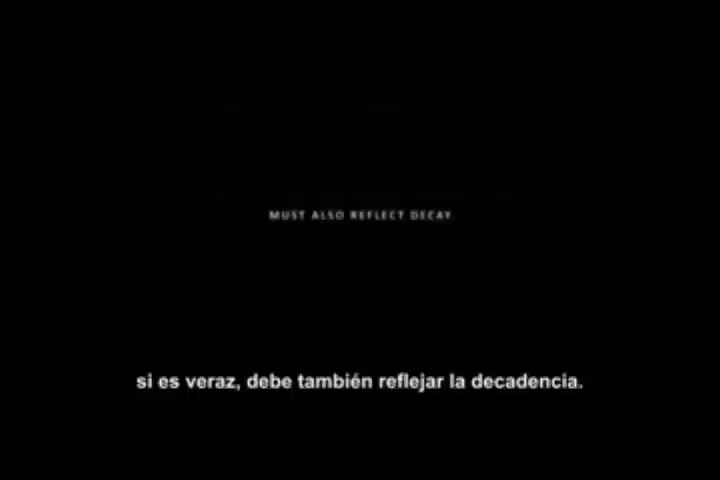 MUST ALSO REFLECT DECAY
si es veraz, debe también reflejar la decadencia.